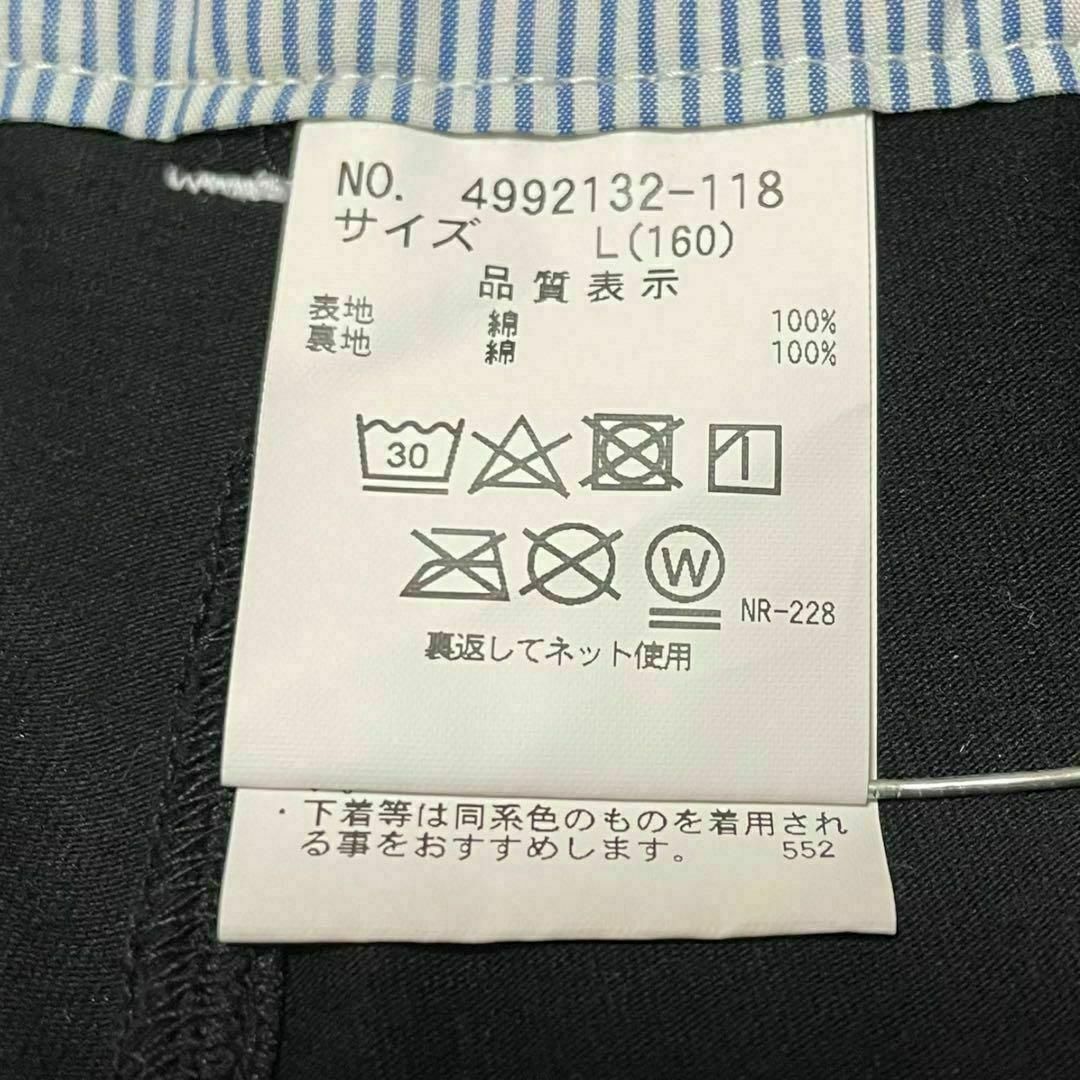 NO. 4992132-118
サイズ L(160)
品質表示
表地 綿 100%
裏地 綿 100%
30
W
NR-228
裏返してネット使用
・下着等は同系色のものを着用され
る事をおすすめします。 552